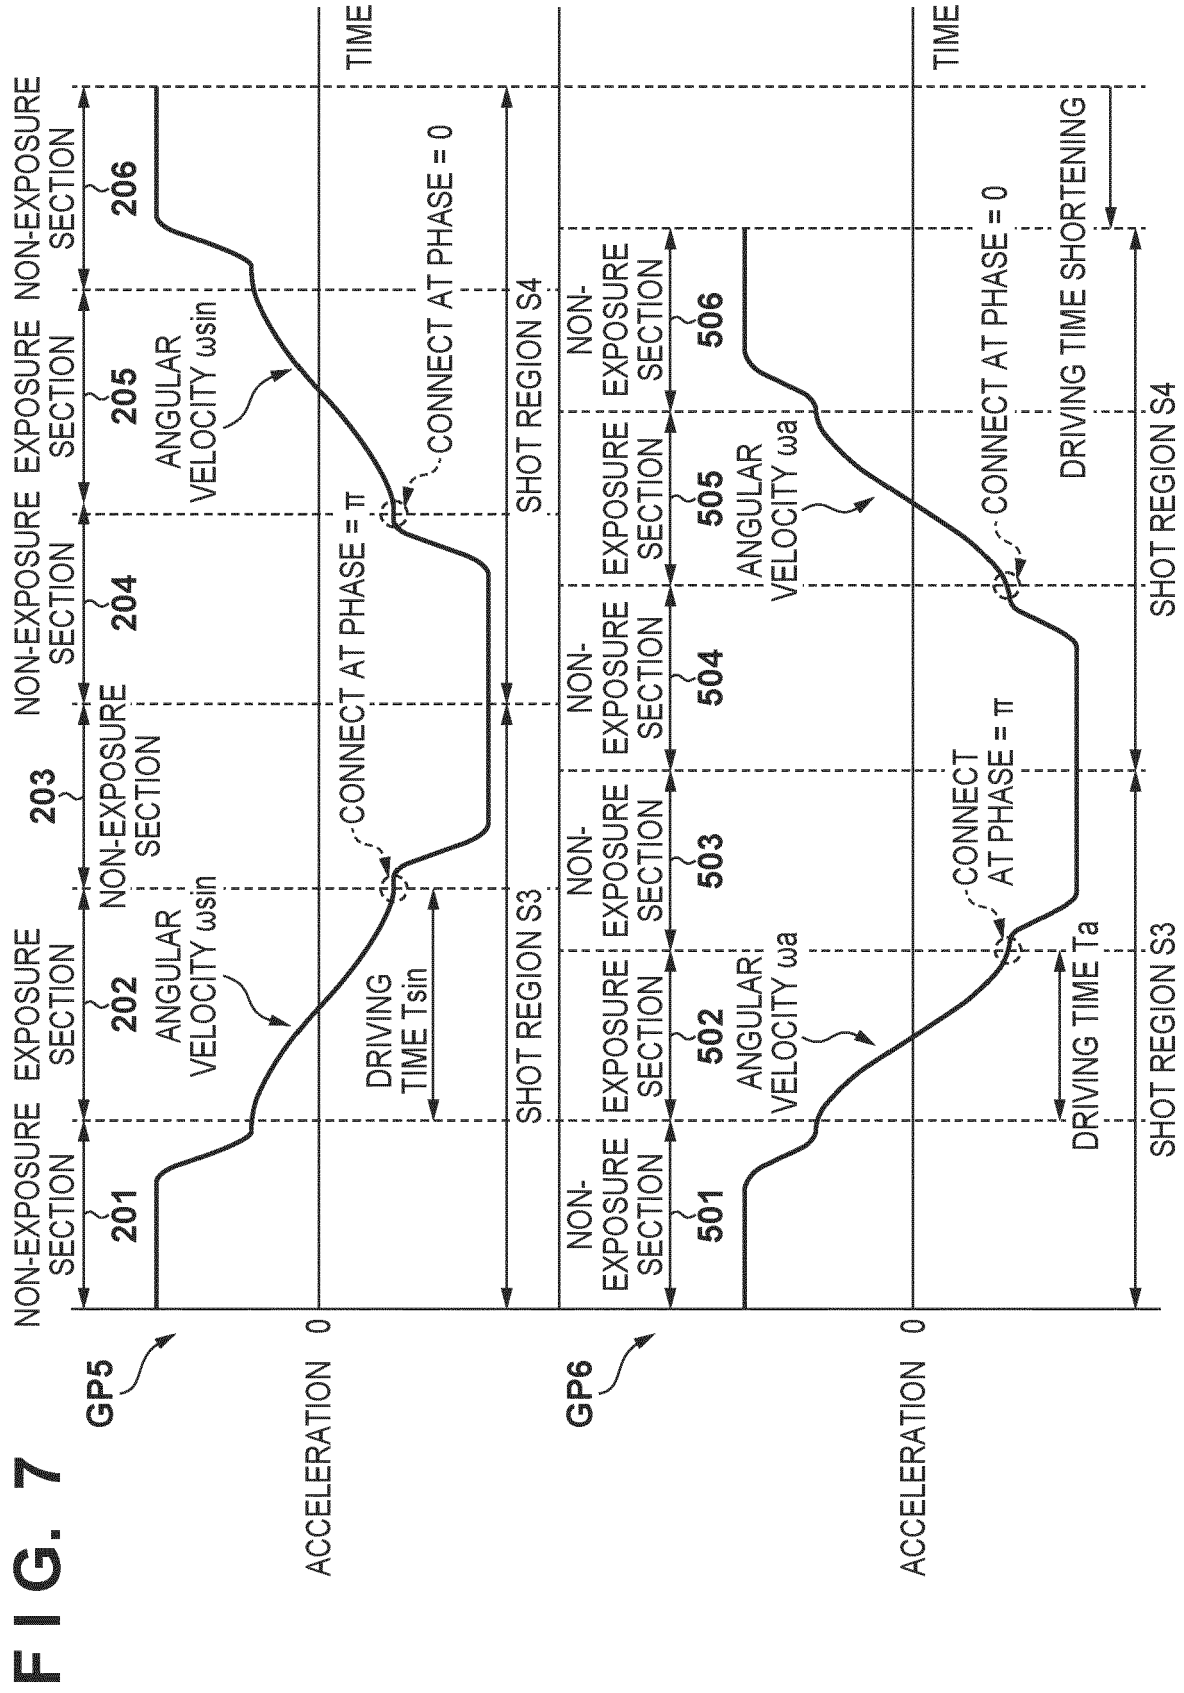 FIG. 7
GP5
NON-EXPOSURE
SECTION
201
EXPOSURE
SECTION
202
203
NON-EXPOSURE
SECTION
NON-EXPOSURE
SECTION
204
EXPOSURE
SECTION
205
NON-EXPOSURE
SECTION
206
ANGULAR
VELOCITY ωsin
ANGULAR
VELOCITY ωsin
ACCELERATION 0
TIME
DRIVING
TIME Tsin
CONNECT AT PHASE = π
CONNECT AT PHASE = 0
SHOT REGION S3
SHOT REGION S4
GP6
NON-
EXPOSURE
SECTION
501
EXPOSURE
SECTION
502
NON-
EXPOSURE
SECTION
503
NON-
EXPOSURE
SECTION
504
EXPOSURE
SECTION
505
NON-
EXPOSURE
SECTION
506
ANGULAR
VELOCITY ωa
ANGULAR
VELOCITY ωa
ACCELERATION 0
TIME
CONNECT
AT PHASE = π
CONNECT AT PHASE = 0
DRIVING TIME Ta
DRIVING TIME SHORTENING
SHOT REGION S3
SHOT REGION S4